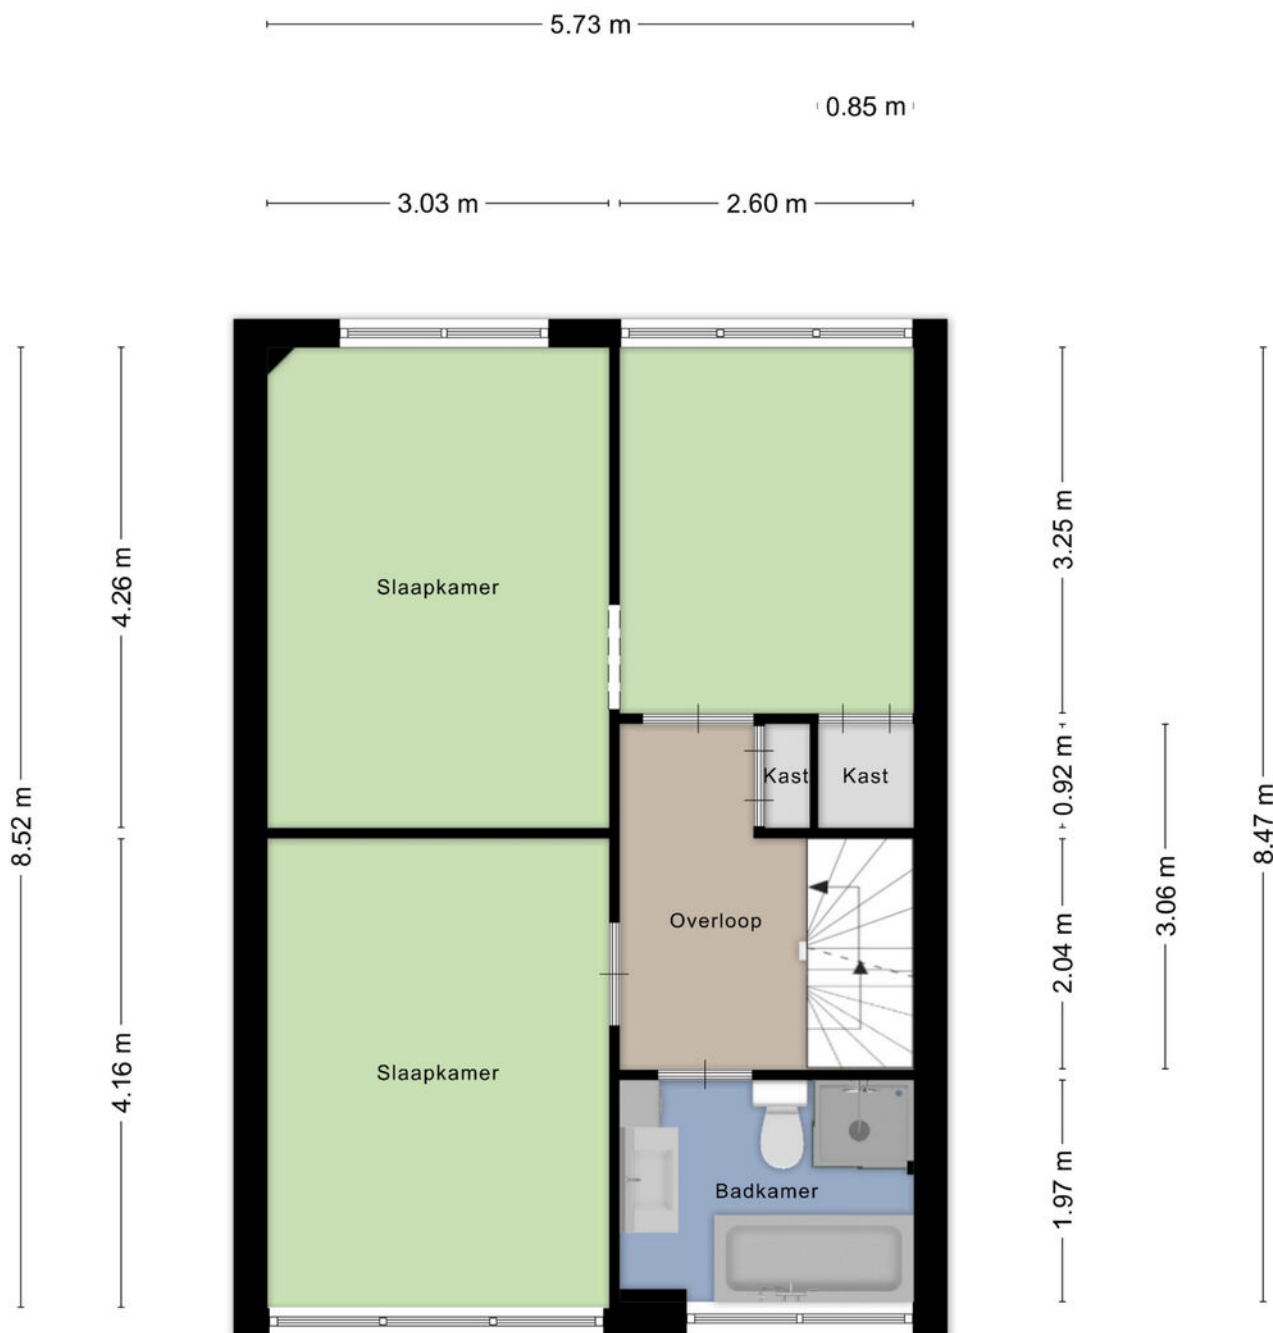 5.73 m
0.85 m
3.03 m
2.60 m
8.52 m
4.26 m
4.16 m
3.25 m
0.92 m
2.04 m
1.97 m
3.06 m
8.47 m
Slaapkamer
Kast
Kast
Overloop
Slaapkamer
Badkamer